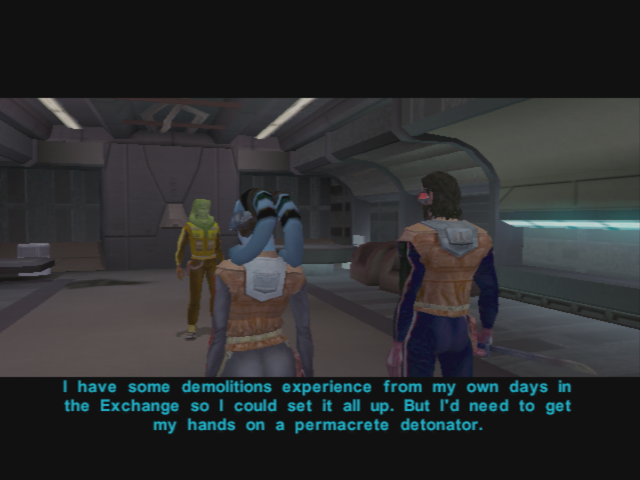 I have some demolitions experience from my own days in
the Exchange so I could set it all up. But I'd need to get
my hands on a permacrete detonator.